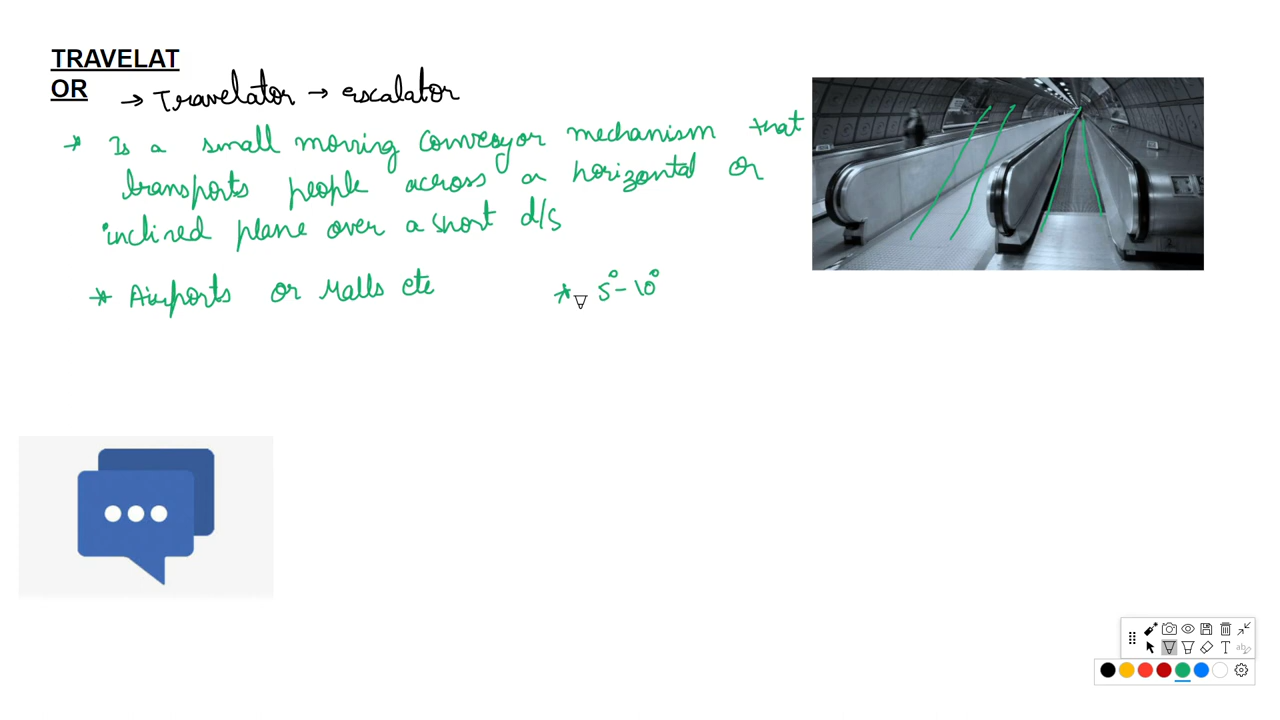 TRAVELAT
OR
→ Travelator → escalator
* Is a small moving conveyor mechanism that
transports people across a horizontal or
inclined plane over a short d/s
* Airports or Malls etc
* 5°-10°
T
ab